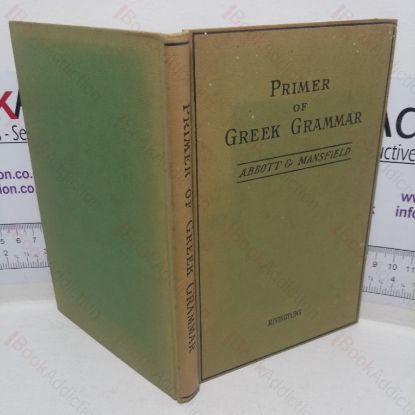 PRIMER
OF
GREEK GRAMMAR
ABBOTT & MANSFIELD
RIVINGTONS
PRIMER OF GREEK GRAMMAR